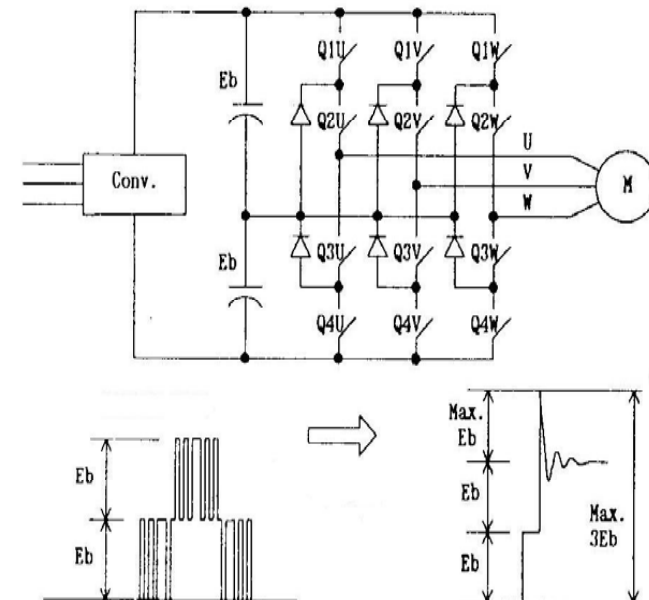 Q1U Q1V Q1W
Eb
Q2U Q2V Q2W
U
Conv. V M
W
Eb Q3U Q3V Q3W
Q4U Q4V Q4W
Max.
Eb
Eb
Eb
Max.
3Eb
Eb
Eb